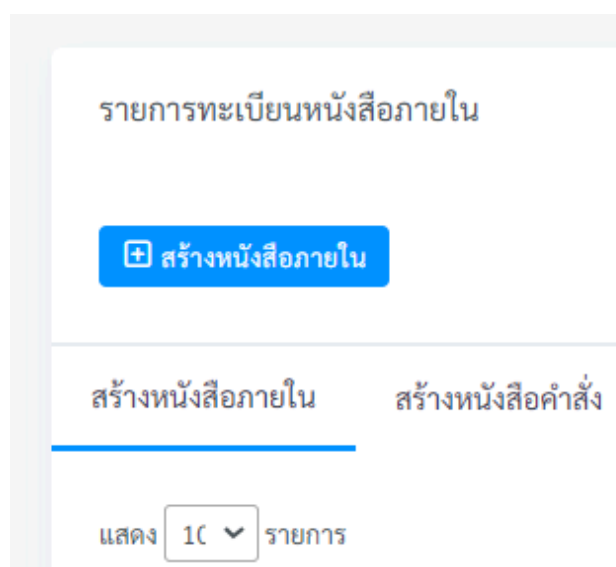 รายการทะเบียนหนังสือภายใน
สร้างหนังสือภายใน
สร้างหนังสือภายใน สร้างหนังสือคำสั่ง
แสดง 10 รายการ